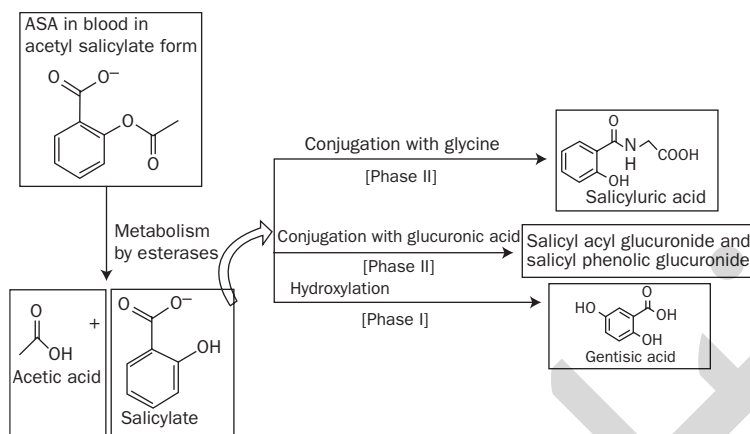 ASA in blood in
acetyl salicylate form
O
O−
O
O
Metabolism
by esterases
O
OH
Acetic acid
+
O
O−
OH
Salicylate
Conjugation with glycine
[Phase II]
O
N
H
COOH
OH
Salicyluric acid
Conjugation with glucuronic acid
[Phase II]
Salicyl acyl glucuronide and
salicyl phenolic glucuronide
Hydroxylation
[Phase I]
HO
O
OH
OH
Gentisic acid